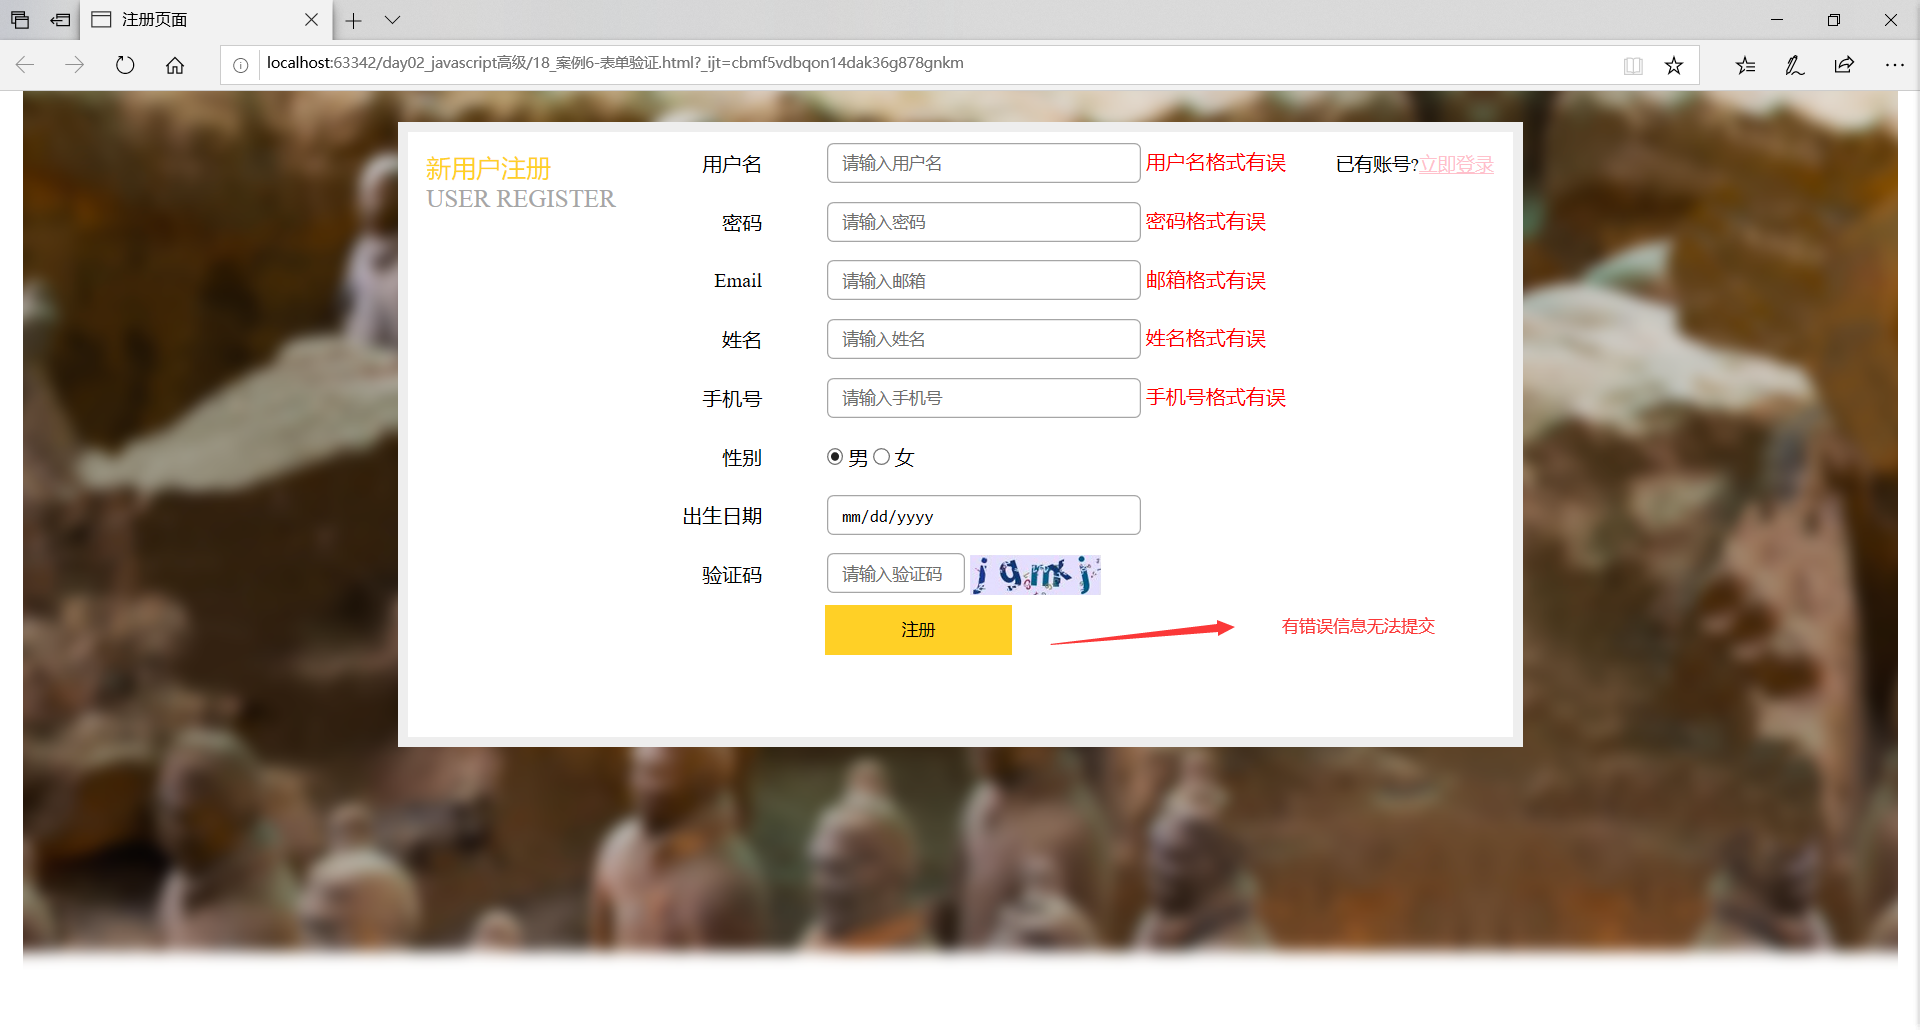 注册页面
localhost:63342/day02_javascript高级/18_案例6-表单验证.html?_ijt=cbmf5vdbqon14dak36g878gnkm
新用户注册
USER REGISTER
用户名 请输入用户名 用户名格式有误 已有账号?立即登录
密码 请输入密码 密码格式有误
Email 请输入邮箱 邮箱格式有误
姓名 请输入姓名 姓名格式有误
手机号 请输入手机号 手机号格式有误
性别 男 女
出生日期 mm/dd/yyyy
验证码 请输入验证码
注册 有错误信息无法提交